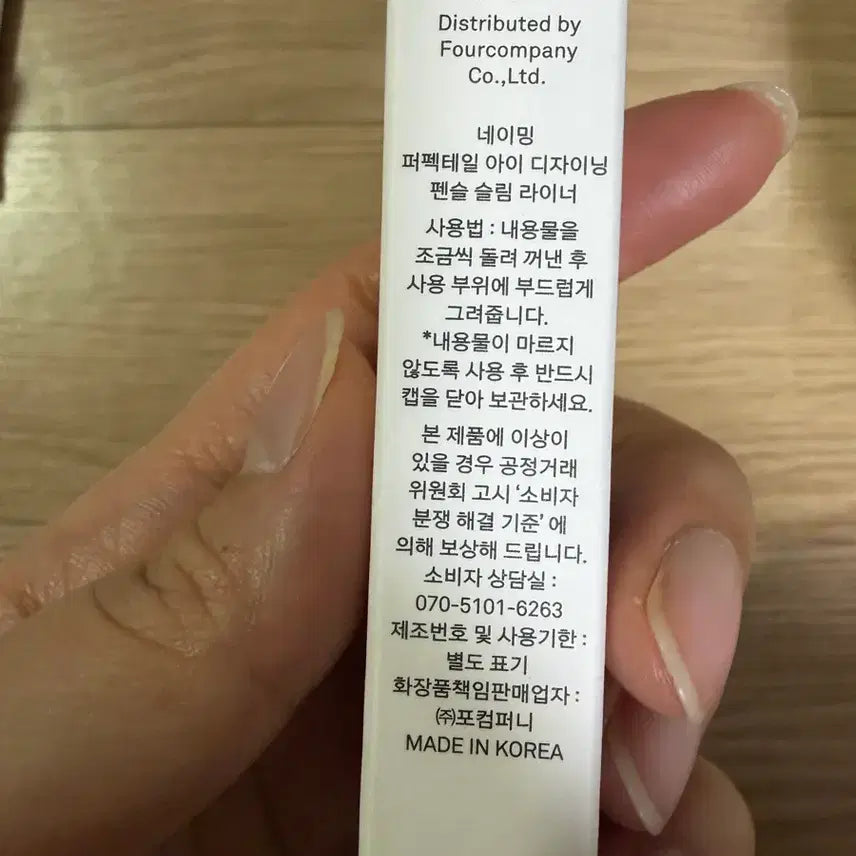 Distributed by
Fourcompany
Co.,Ltd.
네이밍
퍼펙테일 아이 디자이닝
펜슬 슬림 라이너
사용법 : 내용물을
조금씩 돌려 꺼낸 후
사용 부위에 부드럽게
그려줍니다.
*내용물이 마르지
않도록 사용 후 반드시
캡을 닫아 보관하세요.
본 제품에 이상이
있을 경우 공정거래
위원회 고시 ‘소비자
분쟁 해결 기준’ 에
의해 보상해 드립니다.
소비자 상담실 :
070-5101-6263
제조번호 및 사용기한 :
별도 표기
화장품책임판매업자 :
㈜포컴퍼니
MADE IN KOREA